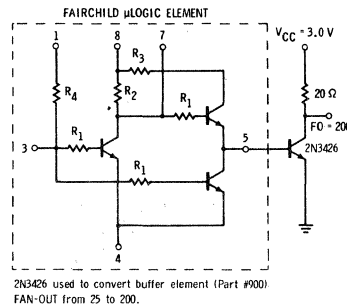 FAIRCHILD µLOGIC ELEMENT
1 8 7
VCC = 3.0 V
R3
R4 R2 R1 20 Ω
3 R1 5 FO = 200
2N3426
R1
4
2N3426 used to convert buffer element (Part #900)
FAN-OUT from 25 to 200.